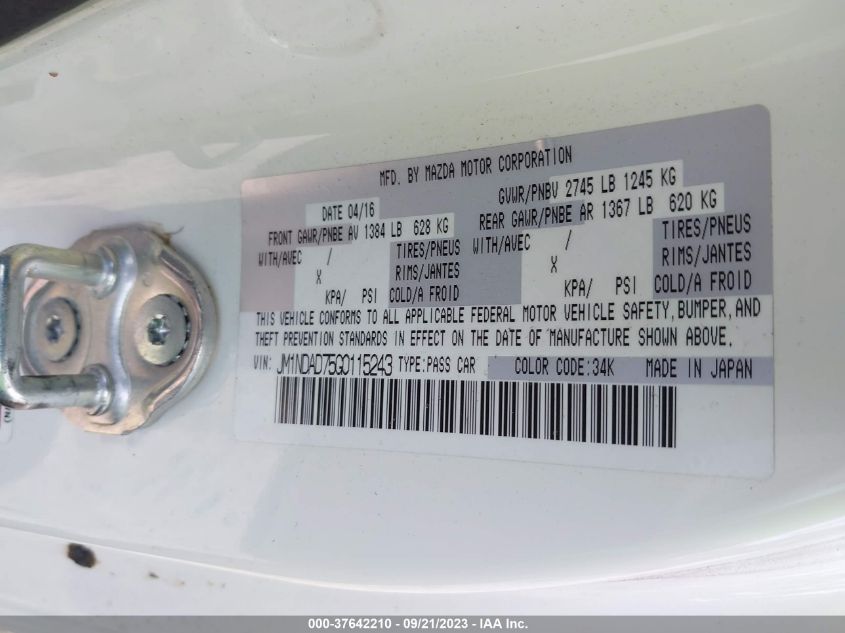 MFD. BY MAZDA MOTOR CORPORATION
DATE 04/16 GVWR/PNBV 2745 LB 1245 KG
FRONT GAWR/PNBE AV 1384 LB 628 KG REAR GAWR/PNBE AR 1367 LB 620 KG
WITH/AVEC / TIRES/PNEUS WITH/AVEC / TIRES/PNEUS
X RIMS/JANTES X RIMS/JANTES
KPA/ PSI COLD/A FROID KPA/ PSI COLD/A FROID
THIS VEHICLE CONFORMS TO ALL APPLICABLE FEDERAL MOTOR VEHICLE SAFETY, BUMPER, AND
THEFT PREVENTION STANDARDS IN EFFECT ON THE DATE OF MANUFACTURE SHOWN ABOVE.
VIN: JM1NDAD75G0115243 TYPE:PASS CAR COLOR CODE:34K MADE IN JAPAN
000-37642210 - 09/21/2023 - IAA Inc.